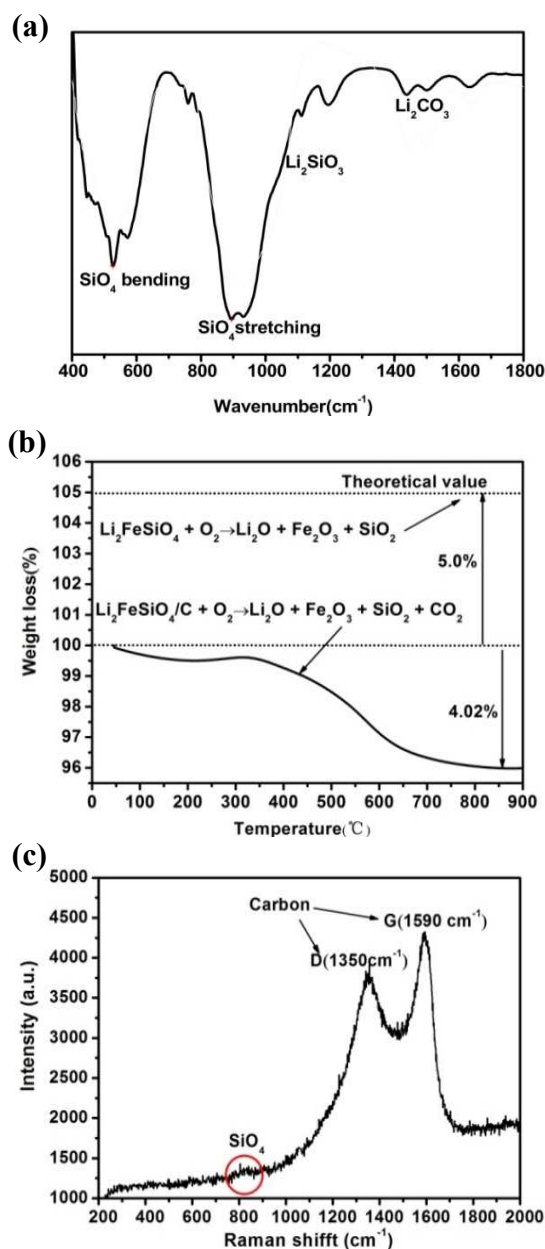 (a)
Li₂CO₃
Li₂SiO₃
SiO₄ bending
SiO₄ stretching
400 600 800 1000 1200 1400 1600 1800
Wavenumber(cm⁻¹)
(b)
106
105
104
103
102
101
100
99
98
97
96
Weight loss(%)
Theoretical value
Li₂FeSiO₄ + O₂→Li₂O + Fe₂O₃ + SiO₂
5.0%
Li₂FeSiO₄/C + O₂→Li₂O + Fe₂O₃ + SiO₂ + CO₂
4.02%
0 100 200 300 400 500 600 700 800 900
Temperature(℃)
(c)
5000
4500
4000
3500
3000
2500
2000
1500
1000
Intensity (a.u.)
Carbon
G(1590 cm⁻¹)
D(1350cm⁻¹)
SiO₄
200 400 600 800 1000 1200 1400 1600 1800 2000
Raman shifft (cm⁻¹)